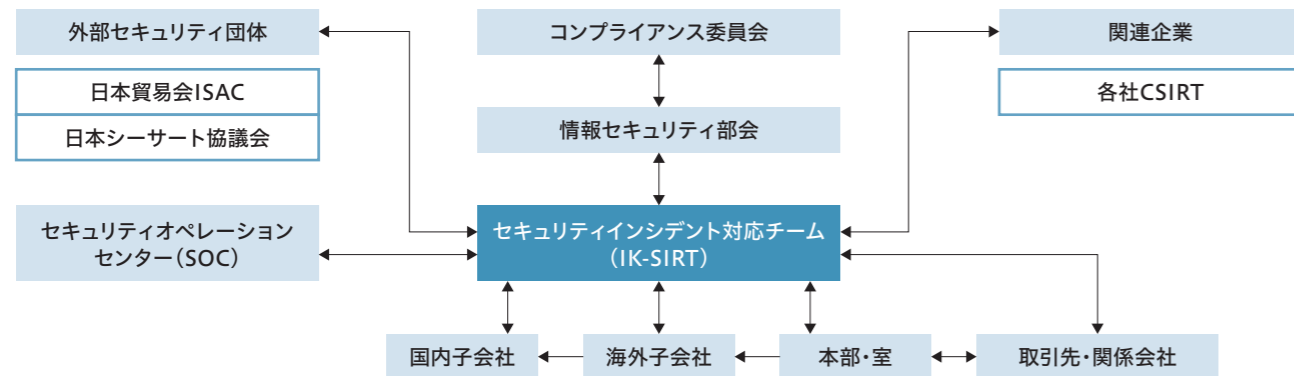 外部セキュリティ団体
コンプライアンス委員会
関連企業
日本貿易会ISAC
各社CSIRT
日本シーサート協議会
情報セキュリティ部会
セキュリティオペレーション
センター（SOC）
セキュリティインシデント対応チーム
（IK-SIRT）
国内子会社
海外子会社
本部・室
取引先・関係会社